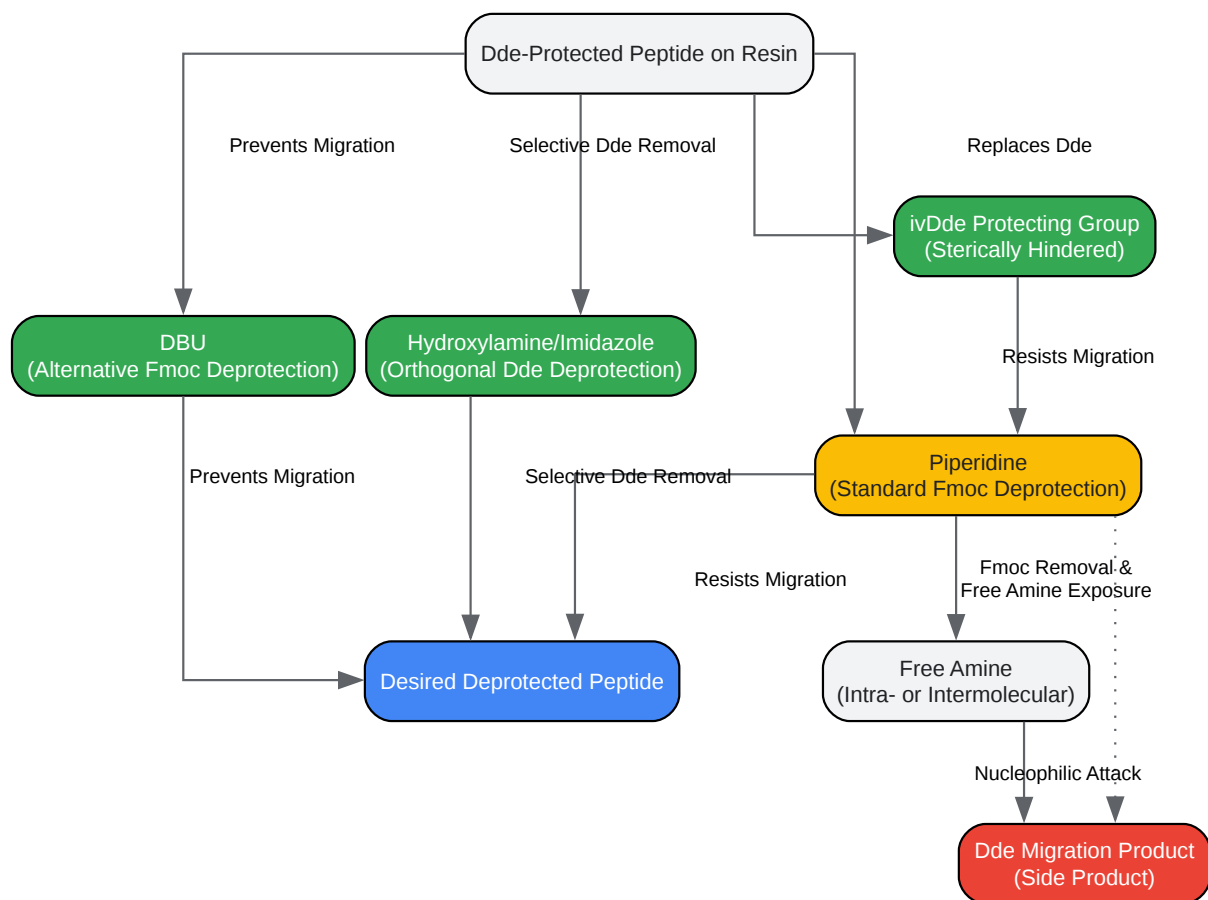 Dde-Protected Peptide on Resin
Prevents Migration
Selective Dde Removal
Replaces Dde
ivDde Protecting Group
(Sterically Hindered)
DBU
(Alternative Fmoc Deprotection)
Hydroxylamine/Imidazole
(Orthogonal Dde Deprotection)
Resists Migration
Piperidine
(Standard Fmoc Deprotection)
Prevents Migration
Selective Dde Removal
Resists Migration
Fmoc Removal &
Free Amine Exposure
Desired Deprotected Peptide
Free Amine
(Intra- or Intermolecular)
Nucleophilic Attack
Dde Migration Product
(Side Product)